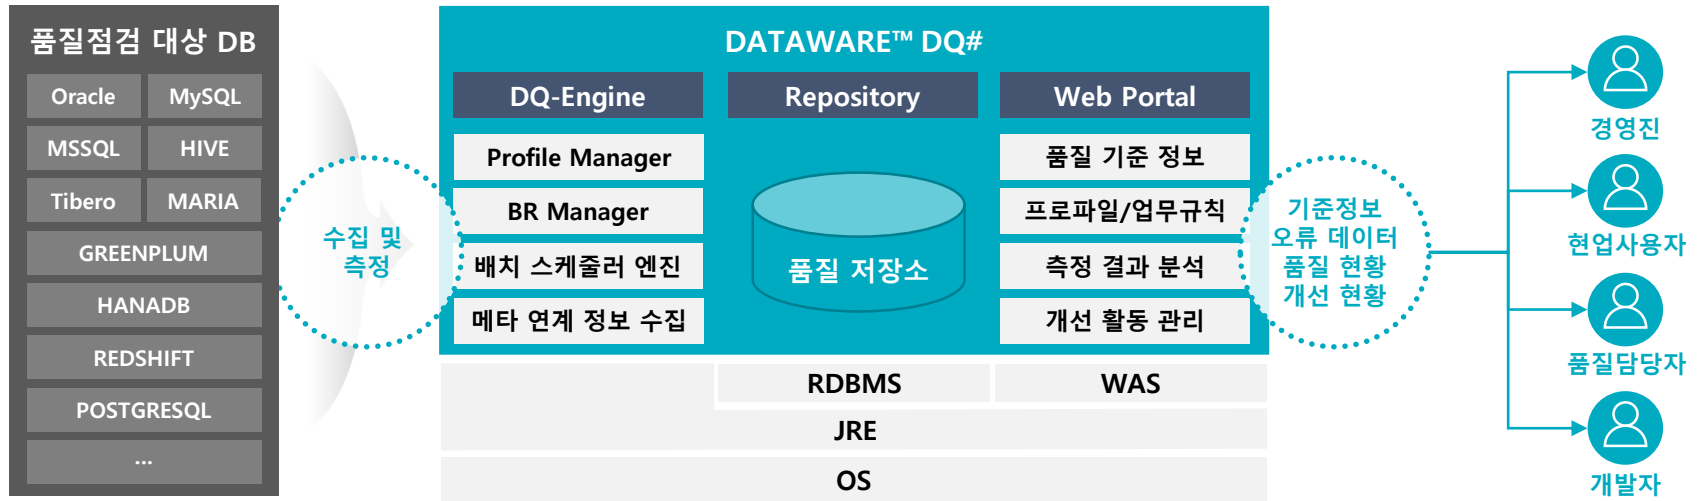 품질점검 대상 DB
Oracle
MySQL
MSSQL
HIVE
Tibero
MARIA
GREENPLUM
HANADB
REDSHIFT
POSTGRESQL
...
수집 및
측정
DATAWARE™ DQ#
DQ-Engine
Profile Manager
BR Manager
배치 스케줄러 엔진
메타 연계 정보 수집
Repository
품질 저장소
Web Portal
품질 기준 정보
프로파일/업무규칙
측정 결과 분석
개선 활동 관리
RDBMS
WAS
JRE
OS
기준정보
오류 데이터
품질 현황
개선 현황
경영진
현업사용자
품질담당자
개발자